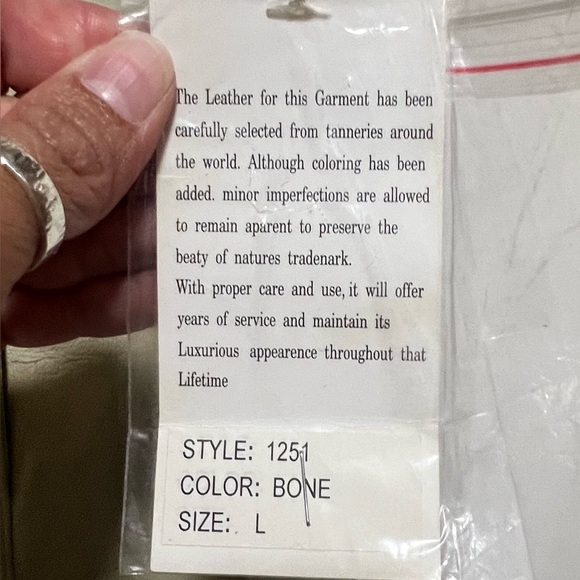 The Leather for this Garment has been
carefully selected from tanneries around
the world. Although coloring has been
added. minor imperfections are allowed
to remain aparent to preserve the
beaty of natures tradenark.
With proper care and use, it will offer
years of service and maintain its
Luxurious appearence throughout that
Lifetime
STYLE: 1251
COLOR: BONE
SIZE: L